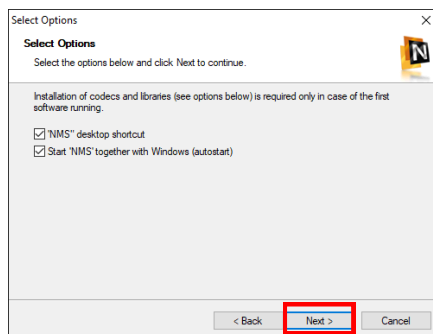 Select Options
Select Options
Select the options below and click Next to continue.
N
Installation of codecs and libraries (see options below) is required only in case of the first
software running.
'NMS" desktop shortcut
Start 'NMS' together with Windows (autostart)
< Back Next > Cancel